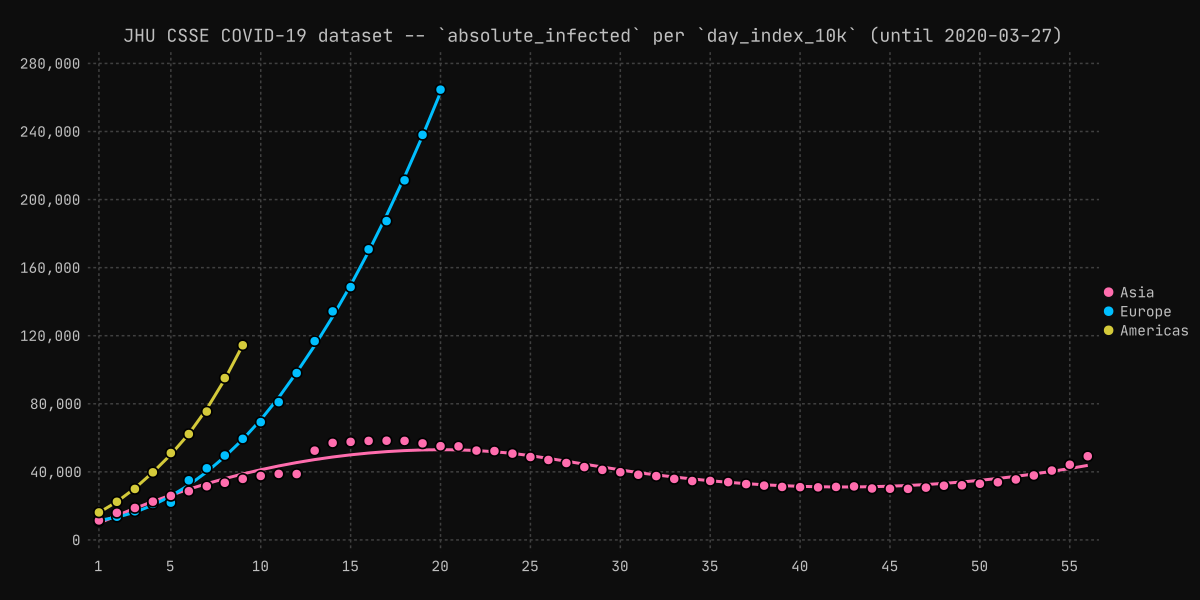 JHU CSSE COVID-19 dataset -- `absolute_infected` per `day_index_10k` (until 2020-03-27)
280,000
240,000
200,000
160,000
120,000
80,000
40,000
0
1 5 10 15 20 25 30 35 40 45 50 55
Asia
Europe
Americas